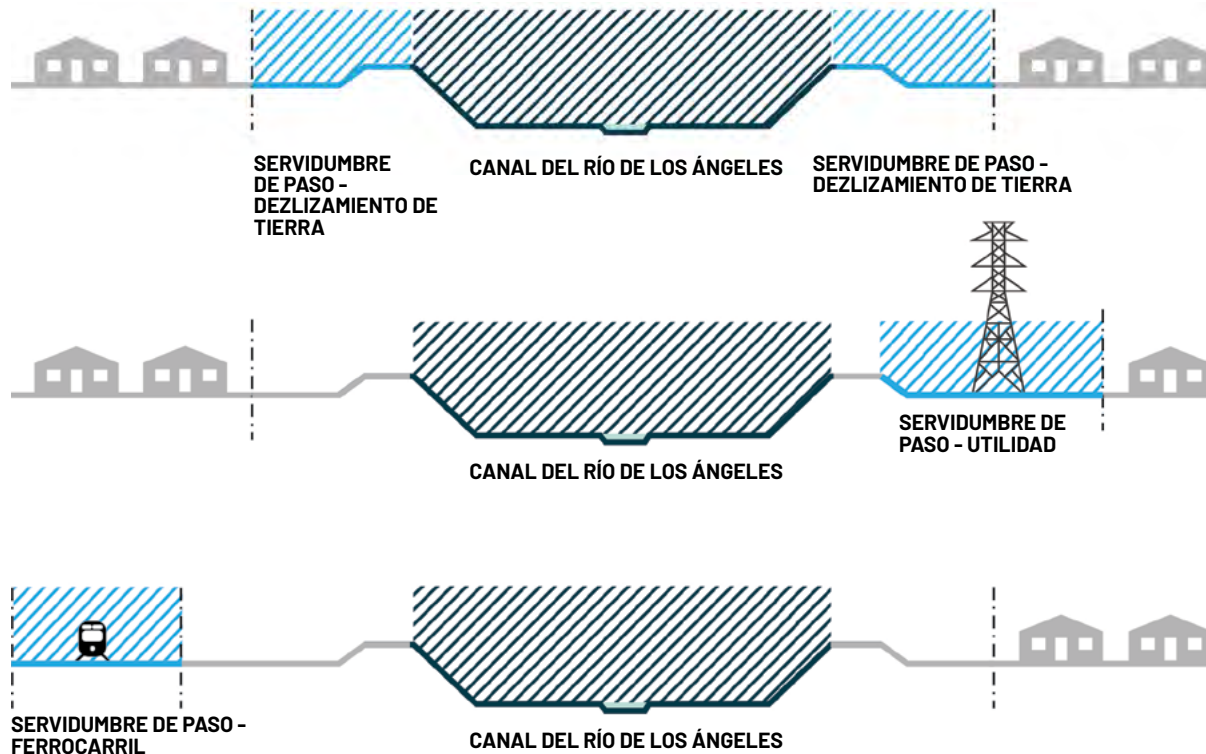 SERVIDUMBRE
DE PASO -
DEZLIZAMIENTO DE
TIERRA
CANAL DEL RÍO DE LOS ÁNGELES
SERVIDUMBRE DE PASO -
DEZLIZAMIENTO DE TIERRA
CANAL DEL RÍO DE LOS ÁNGELES
SERVIDUMBRE DE
PASO - UTILIDAD
SERVIDUMBRE DE PASO -
FERROCARRIL
CANAL DEL RÍO DE LOS ÁNGELES